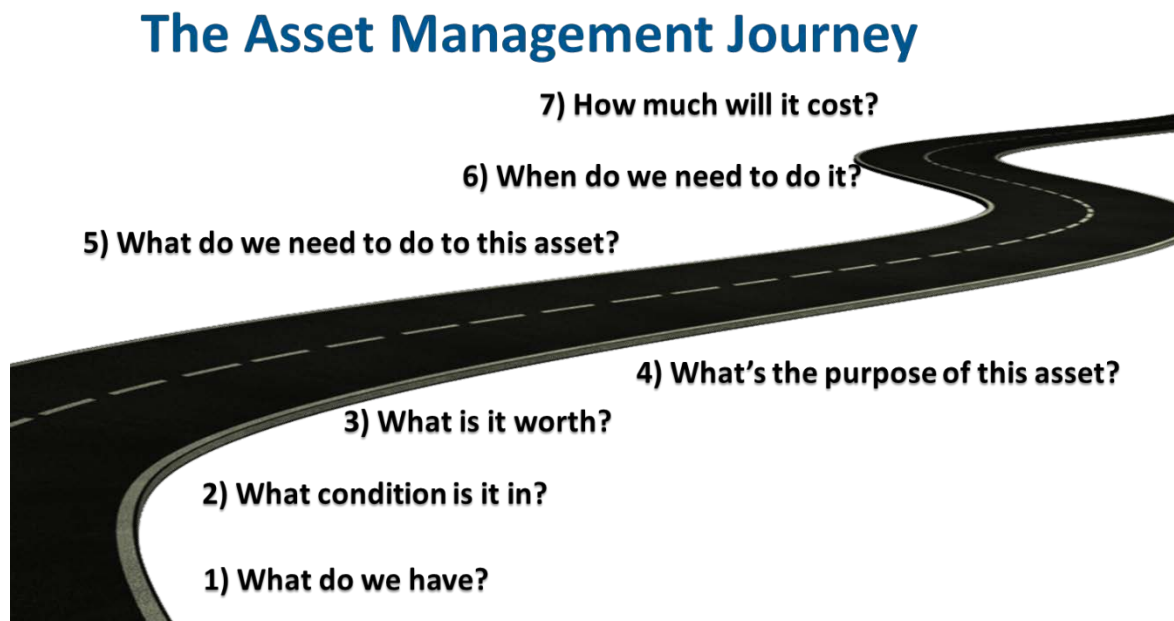 The Asset Management Journey
7) How much will it cost?
6) When do we need to do it?
5) What do we need to do to this asset?
4) What’s the purpose of this asset?
3) What is it worth?
2) What condition is it in?
1) What do we have?